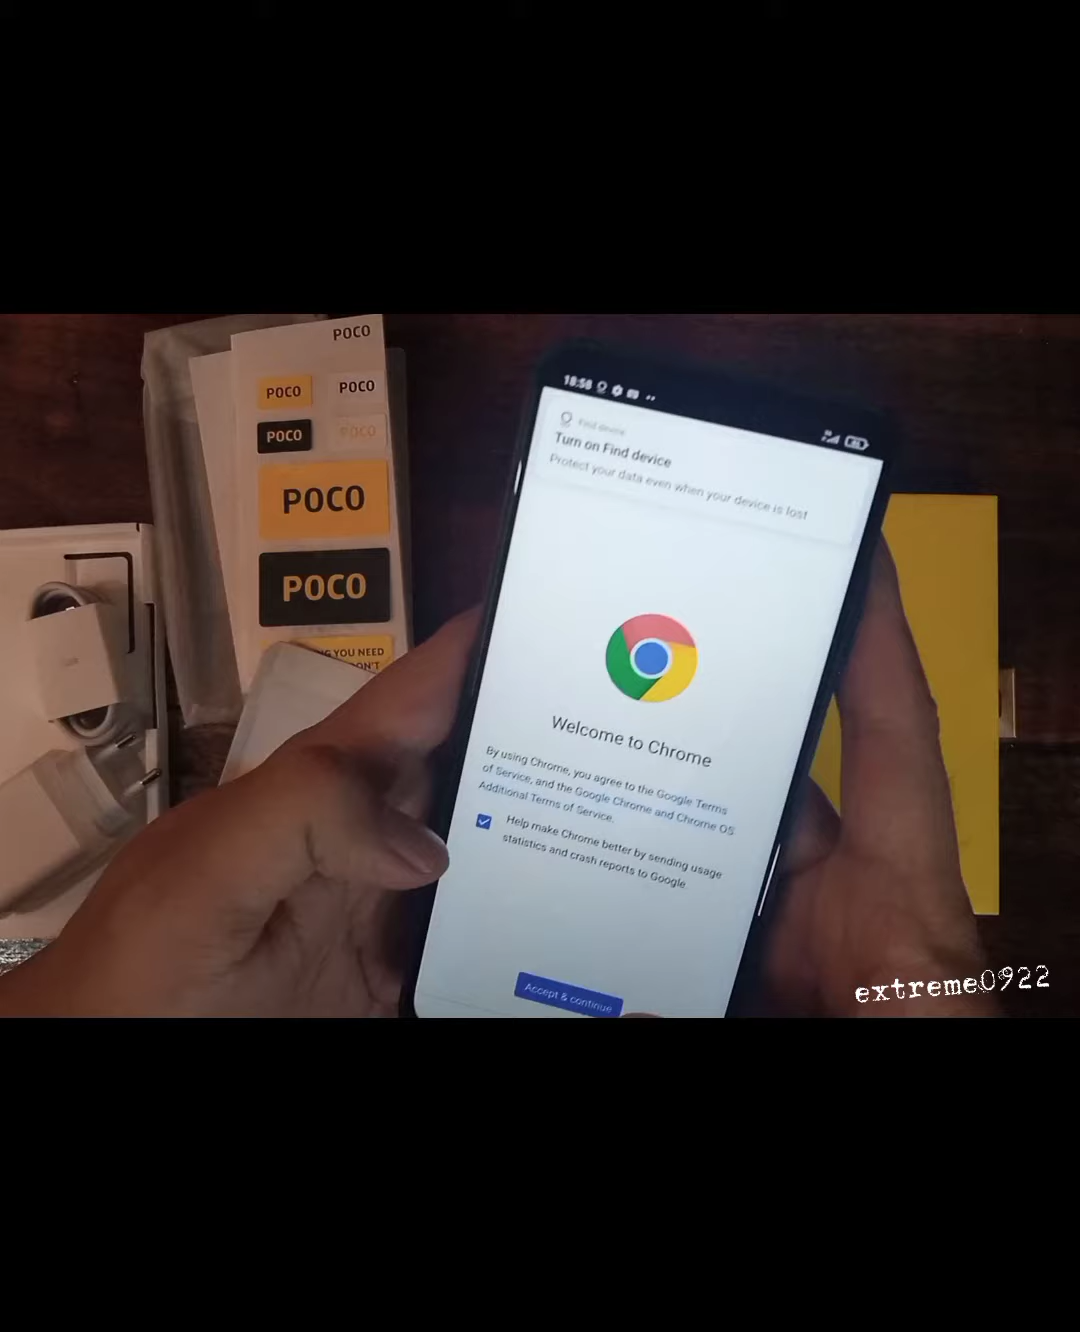 POCO
POCO
POCO
POCO
POCO
POCO
POCO
YOU NEED
18:58
Find device
Turn on Find device
Protect your data even when your device is lost
Welcome to Chrome
By using Chrome, you agree to the Google Terms
of Service, and the Google Chrome and Chrome OS
Additional Terms of Service.
Help make Chrome better by sending usage
statistics and crash reports to Google.
Accept & continue
extreme0922